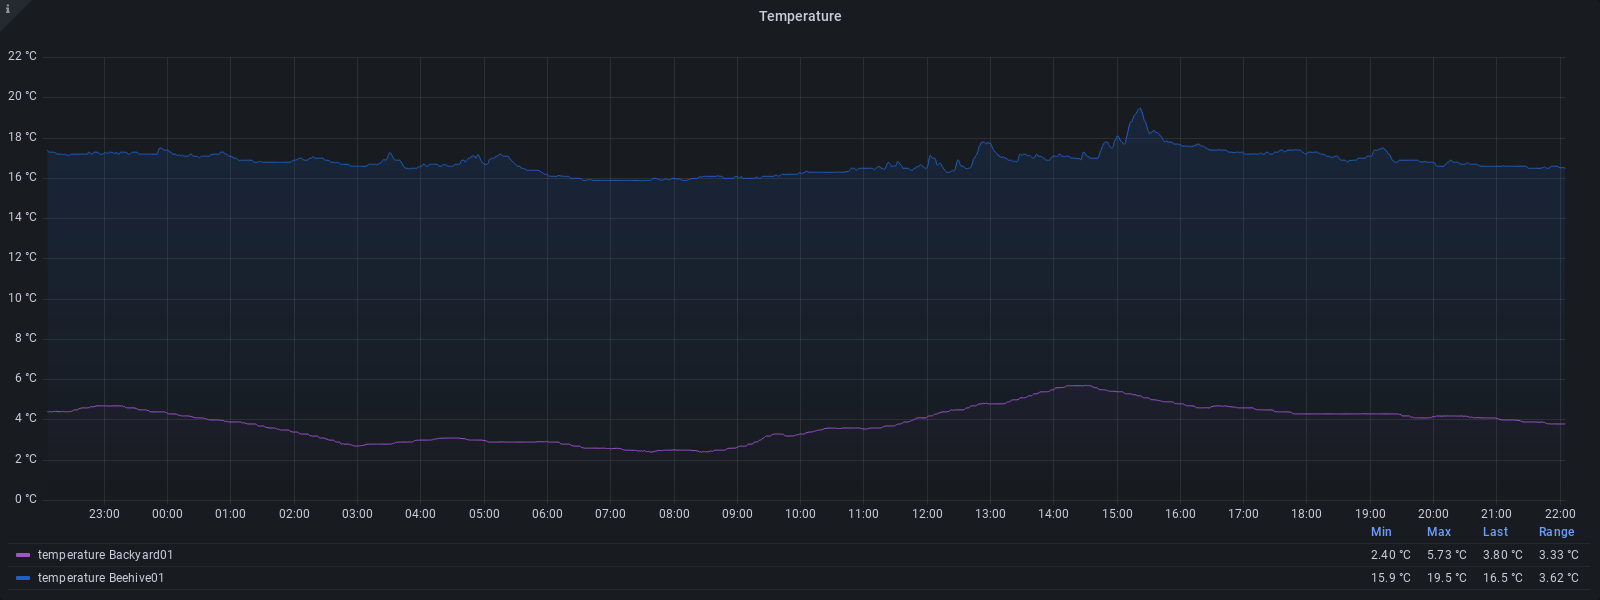 i
Temperature
22 °C
20 °C
18 °C
16 °C
14 °C
12 °C
10 °C
8 °C
6 °C
4 °C
2 °C
0 °C
23:00 00:00 01:00 02:00 03:00 04:00 05:00 06:00 07:00 08:00 09:00 10:00 11:00 12:00 13:00 14:00 15:00 16:00 17:00 18:00 19:00 20:00 21:00 22:00
Min Max Last Range
temperature Backyard01 2.40 °C 5.73 °C 3.80 °C 3.33 °C
temperature Beehive01 15.9 °C 19.5 °C 16.5 °C 3.62 °C